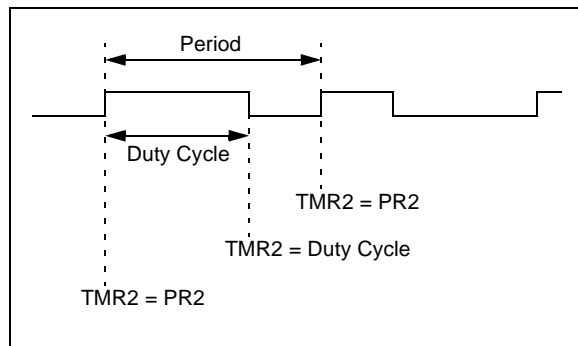 Period
Duty Cycle
TMR2 = PR2
TMR2 = Duty Cycle
TMR2 = PR2